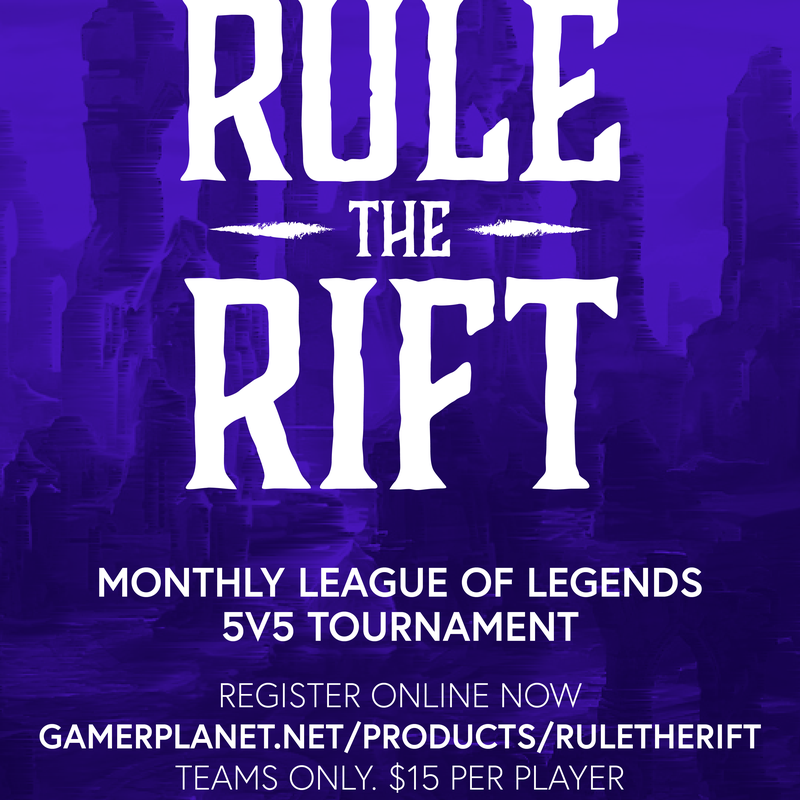 RULE
THE
RIFT
MONTHLY LEAGUE OF LEGENDS
5V5 TOURNAMENT
REGISTER ONLINE NOW
GAMERPLANET.NET/PRODUCTS/RULETHERIFT
TEAMS ONLY. $15 PER PLAYER